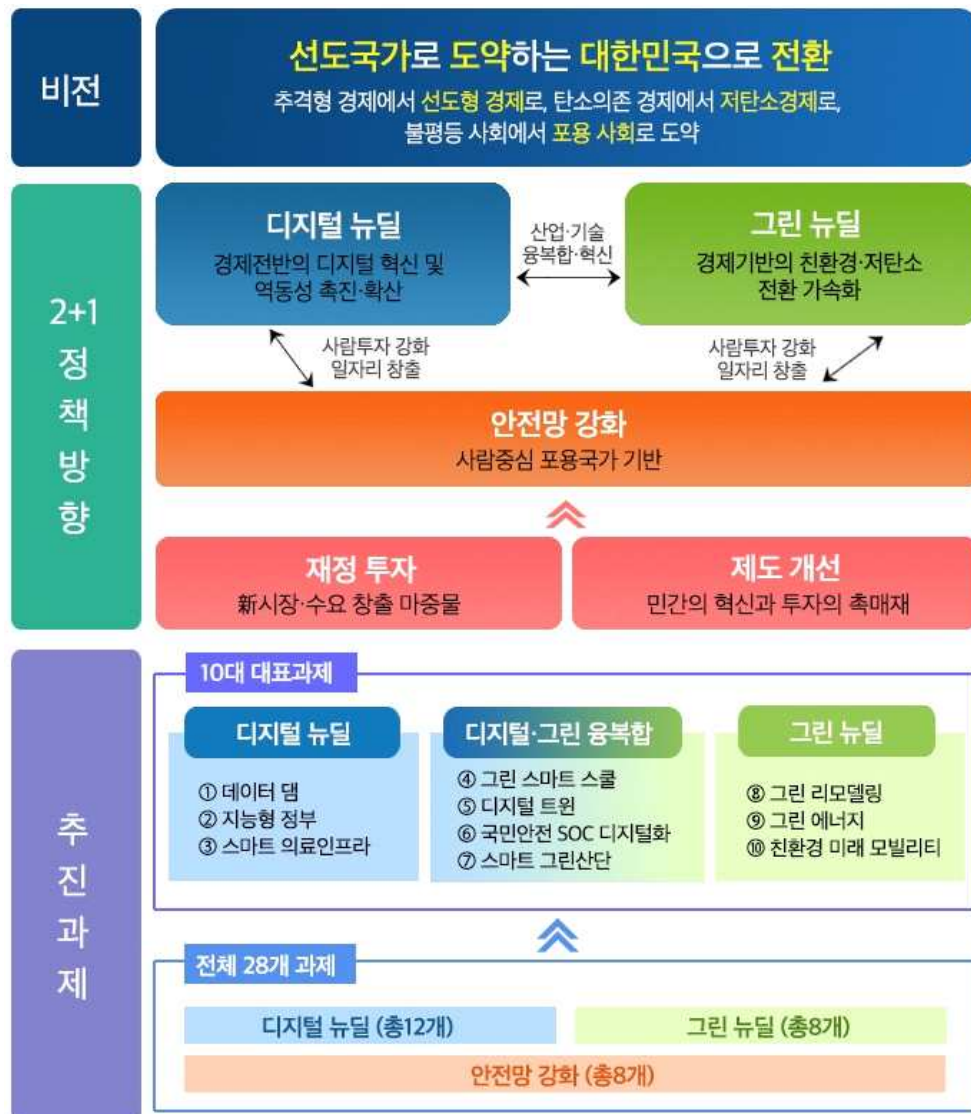 비전
선도국가로 도약하는 대한민국으로 전환
추격형 경제에서 선도형 경제로, 탄소의존 경제에서 저탄소경제로,
불평등 사회에서 포용 사회로 도약
2+1
정
책
방
향
디지털 뉴딜
경제전반의 디지털 혁신 및
역동성 촉진·확산
산업·기술
융복합·혁신
그린 뉴딜
경제기반의 친환경·저탄소
전환 가속화
사람투자 강화
일자리 창출
사람투자 강화
일자리 창출
안전망 강화
사람중심 포용국가 기반
재정 투자
新시장·수요 창출 마중물
제도 개선
민간의 혁신과 투자의 촉매재
추
진
과
제
10대 대표과제
디지털 뉴딜
① 데이터 댐
② 지능형 정부
③ 스마트 의료인프라
디지털·그린 융복합
④ 그린 스마트 스쿨
⑤ 디지털 트윈
⑥ 국민안전 SOC 디지털화
⑦ 스마트 그린산단
그린 뉴딜
⑧ 그린 리모델링
⑨ 그린 에너지
⑩ 친환경 미래 모빌리티
전체 28개 과제
디지털 뉴딜 (총12개)
그린 뉴딜 (총8개)
안전망 강화 (총8개)